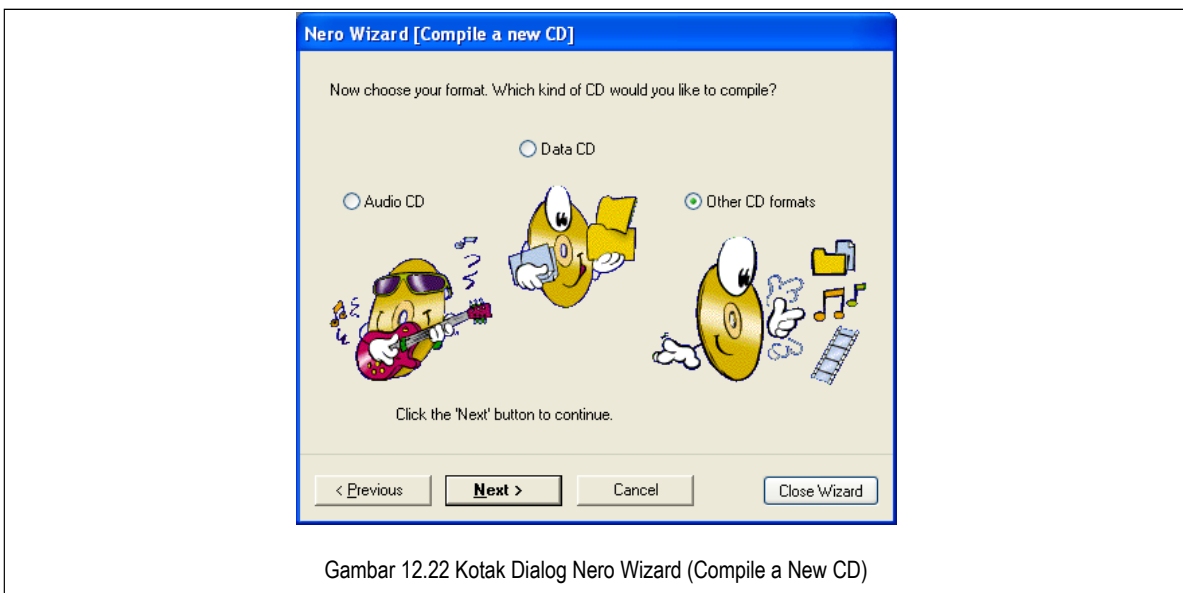 Nero Wizard [Compile a new CD]
Now choose your format. Which kind of CD would you like to compile?
Data CD
Audio CD
Other CD formats
Click the 'Next' button to continue.
< Previous
Next >
Cancel
Close Wizard
Gambar 12.22 Kotak Dialog Nero Wizard (Compile a New CD)